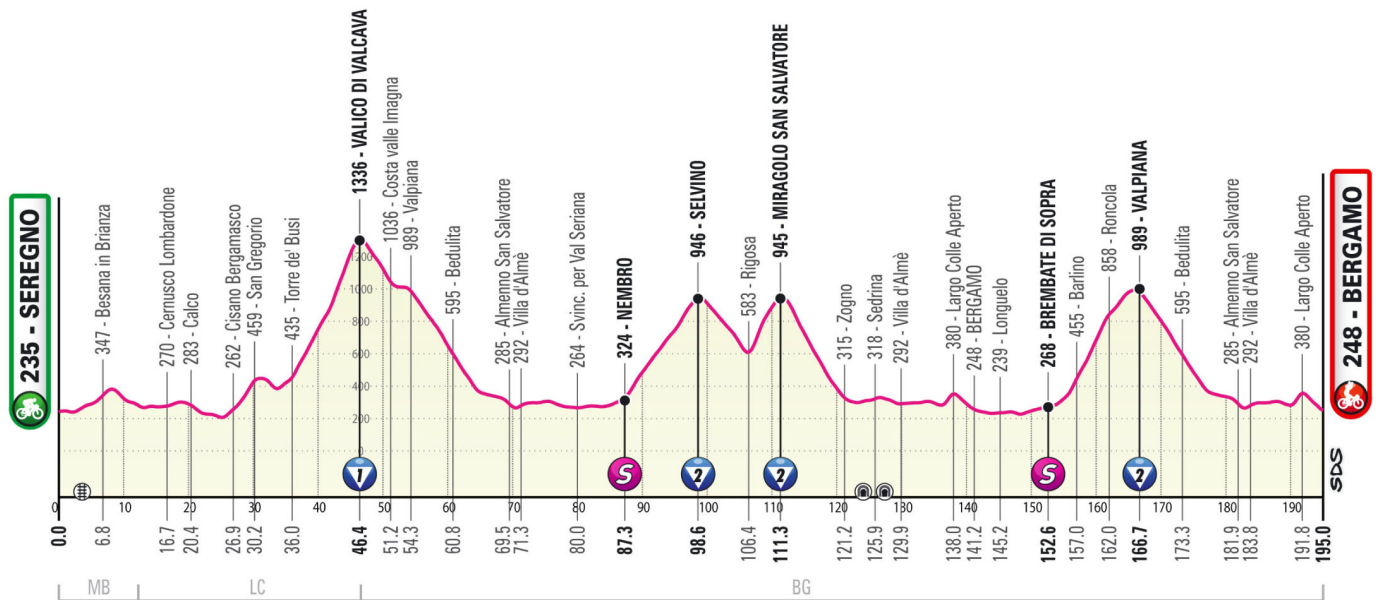 235 - SEREGNO
347 - Besana in Brianza
270 - Cernusco Lombardone
283 - Calco
262 - Cisano Bergamasco
459 - San Gregorio
435 - Torre de' Busi
1336 - VALICO DI VALCAVA
1036 - Costa valle Imagna
989 - Valpiana
595 - Bedulita
285 - Almenno San Salvatore
292 - Villa d'Almè
264 - Svinc. per Val Seriana
324 - NEMBRO
946 - SELVINO
583 - Rigosa
945 - MIRAGOLO SAN SALVATORE
315 - Zogno
318 - Sedrina
292 - Villa d'Almè
380 - Largo Colle Aperto
248 - BERGAMO
239 - Longuelo
268 - BREMBATE DI SOPRA
455 - Barlino
858 - Roncola
989 - VALPIANA
595 - Bedulita
285 - Almenno San Salvatore
292 - Villa d'Almè
380 - Largo Colle Aperto
248 - BERGAMO
1200
1000
800
600
400
200
0
1
S
2
2
S
2
SDS
0 10 20 30 40 50 60 70 80 90 100 110 120 130 140 150 160 170 180 190
0.0 6.8 16.7 20.4 26.9 30.2 36.0 46.4 51.2 54.3 60.8 69.5 71.3 80.0 87.3 98.6 106.4 111.3 121.2 125.9 129.9 138.0 141.2 145.2 152.6 157.0 162.0 166.7 173.3 181.9 183.8 191.8 195.0
MB LC BG